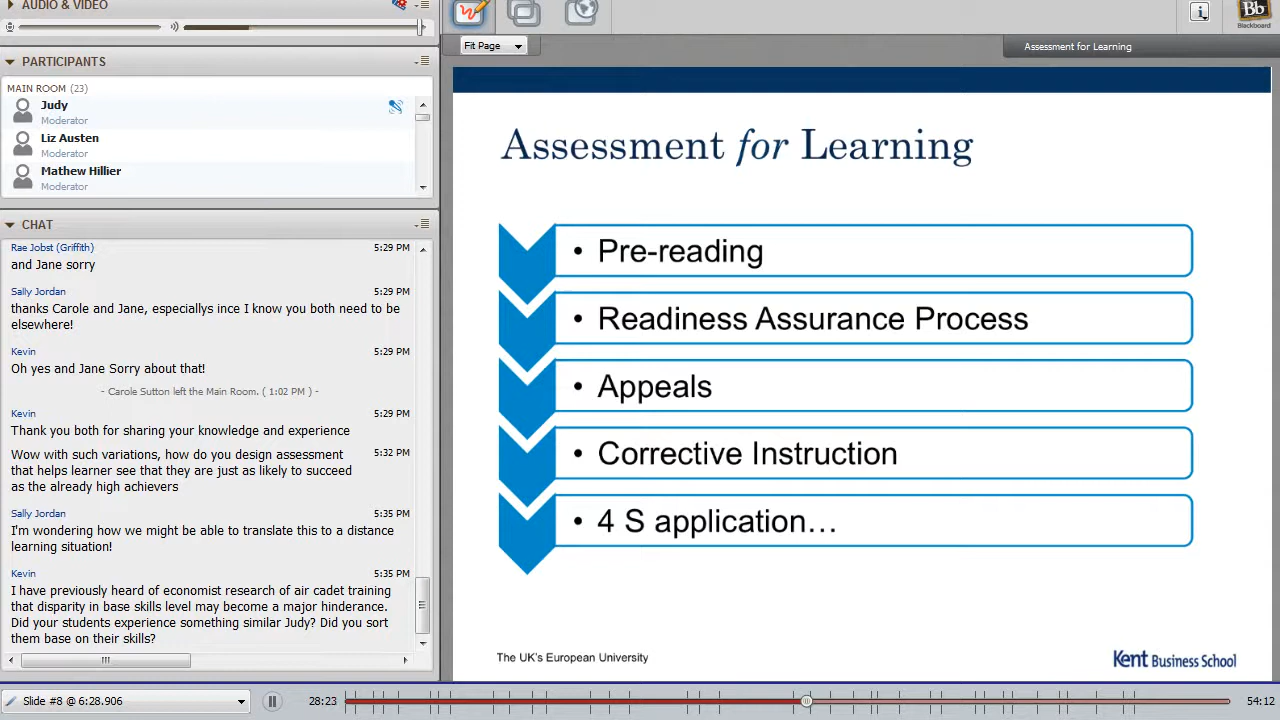 AUDIO & VIDEO
PARTICIPANTS
MAIN ROOM (23)
Judy
Moderator
Liz Austen
Moderator
Mathew Hillier
Moderator
CHAT
Rae Jobst (Griffith) 5:29 PM
and Jane sorry
Sally Jordan 5:29 PM
thanks Carole and Jane, especiallys ince I know you both need to be
elsewhere!
Kevin 5:29 PM
Oh yes and Jane Sorry about that!
- Carole Sutton left the Main Room. ( 1:02 PM ) -
Kevin 5:29 PM
Thank you both for sharing your knowledge and experience
Wow with such variations, how do you design assessment 5:32 PM
that helps learner see that they are just as likely to succeed
as the already high achievers
Sally Jordan 5:35 PM
I'm wondering how we might be able to translate this to a distance
learning situation!
Kevin 5:35 PM
I have previously heard of economist research of air cadet training
that disparity in base skills level may become a major hinderance.
Did your students experience something similar Judy? Did you sort
them base on their skills?
Slide #8 @ 6:28.906
28:23
54:12
Fit Page
Bb
Blackboard
Assessment for Learning
Assessment for Learning
• Pre-reading
• Readiness Assurance Process
• Appeals
• Corrective Instruction
• 4 S application…
The UK's European University
Kent Business School